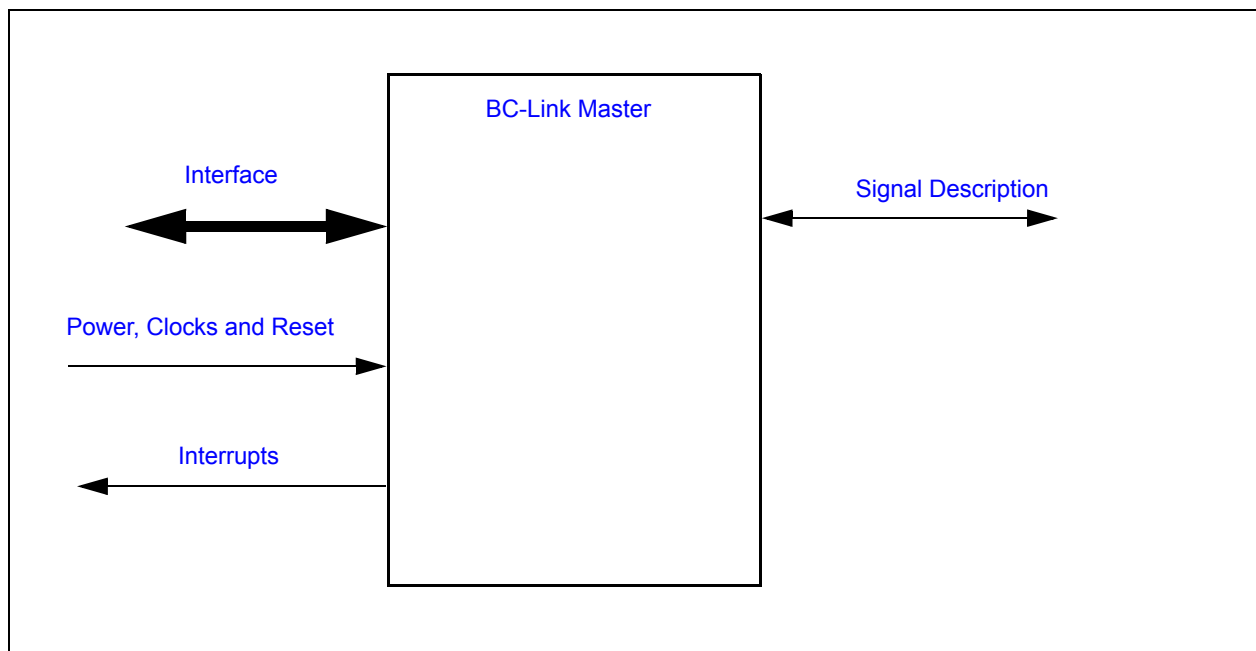 BC-Link Master
Interface
Signal Description
Power, Clocks and Reset
Interrupts